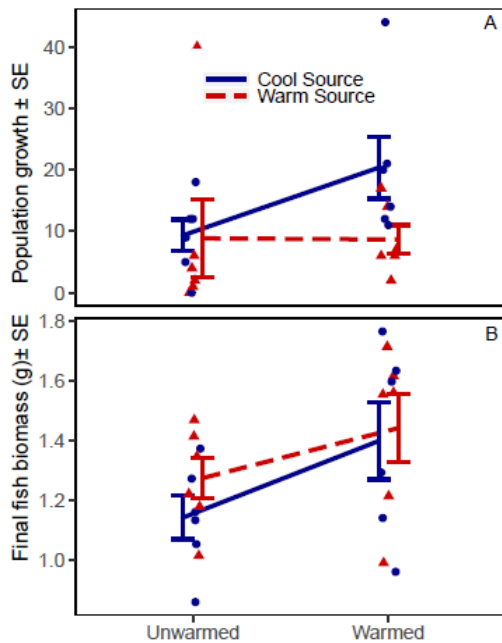 A
Population growth ± SE
40
30
20
10
0
Cool Source
Warm Source
B
Final fish biomass (g)± SE
1.8
1.6
1.4
1.2
1.0
Unwarmed
Warmed